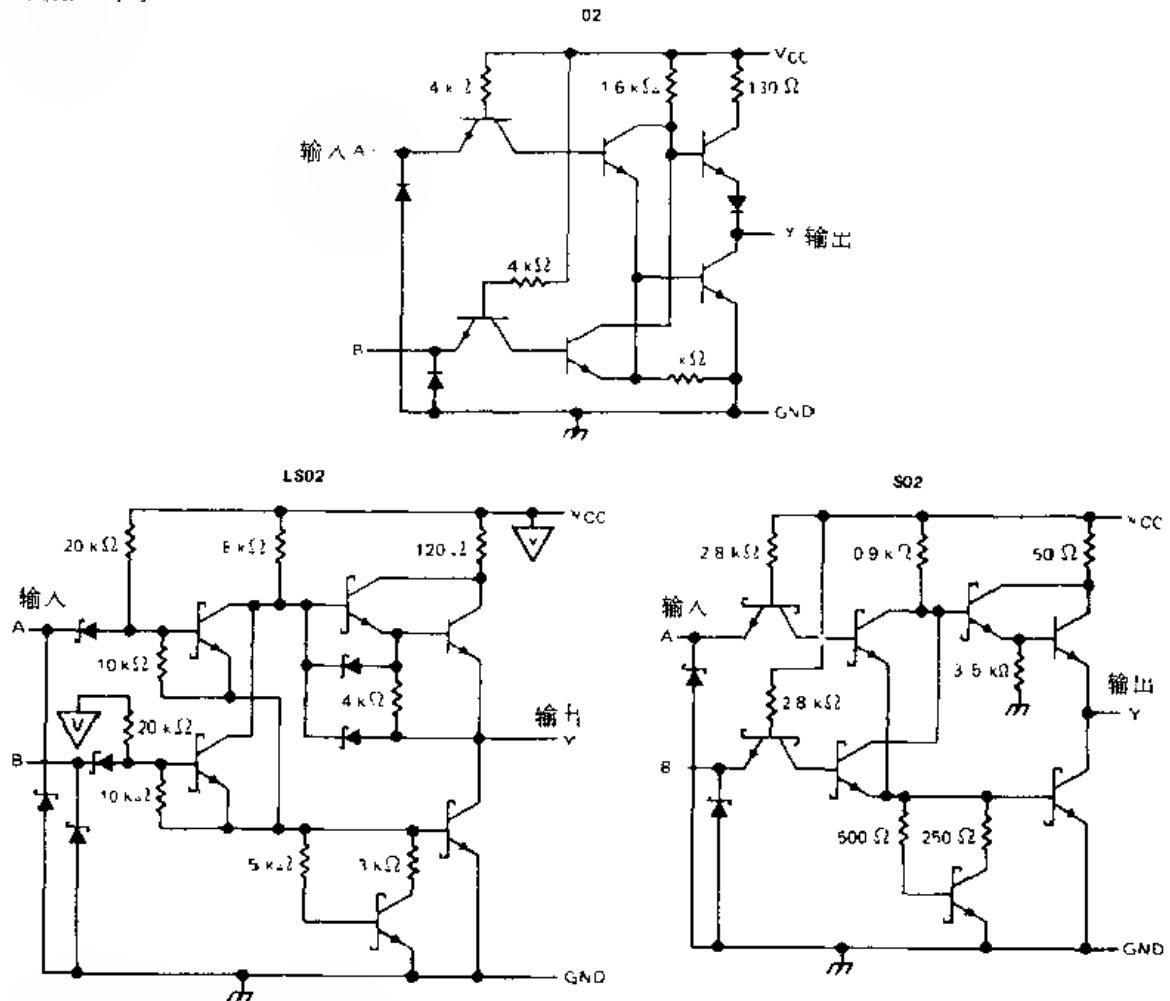 02
VCC
4 kΩ
1.6 kΩ
130 Ω
输入 A
Y 输出
4 kΩ
B
kΩ
GND
LS02
VCC
20 kΩ
8 kΩ
120 Ω
输入
A
10 kΩ
4 kΩ
输出
Y
20 kΩ
B
10 kΩ
5 kΩ
3 kΩ
GND
S02
VCC
2.8 kΩ
0.9 kΩ
50 Ω
输入
A
3.5 kΩ
输出
Y
2.8 kΩ
B
500 Ω
250 Ω
GND